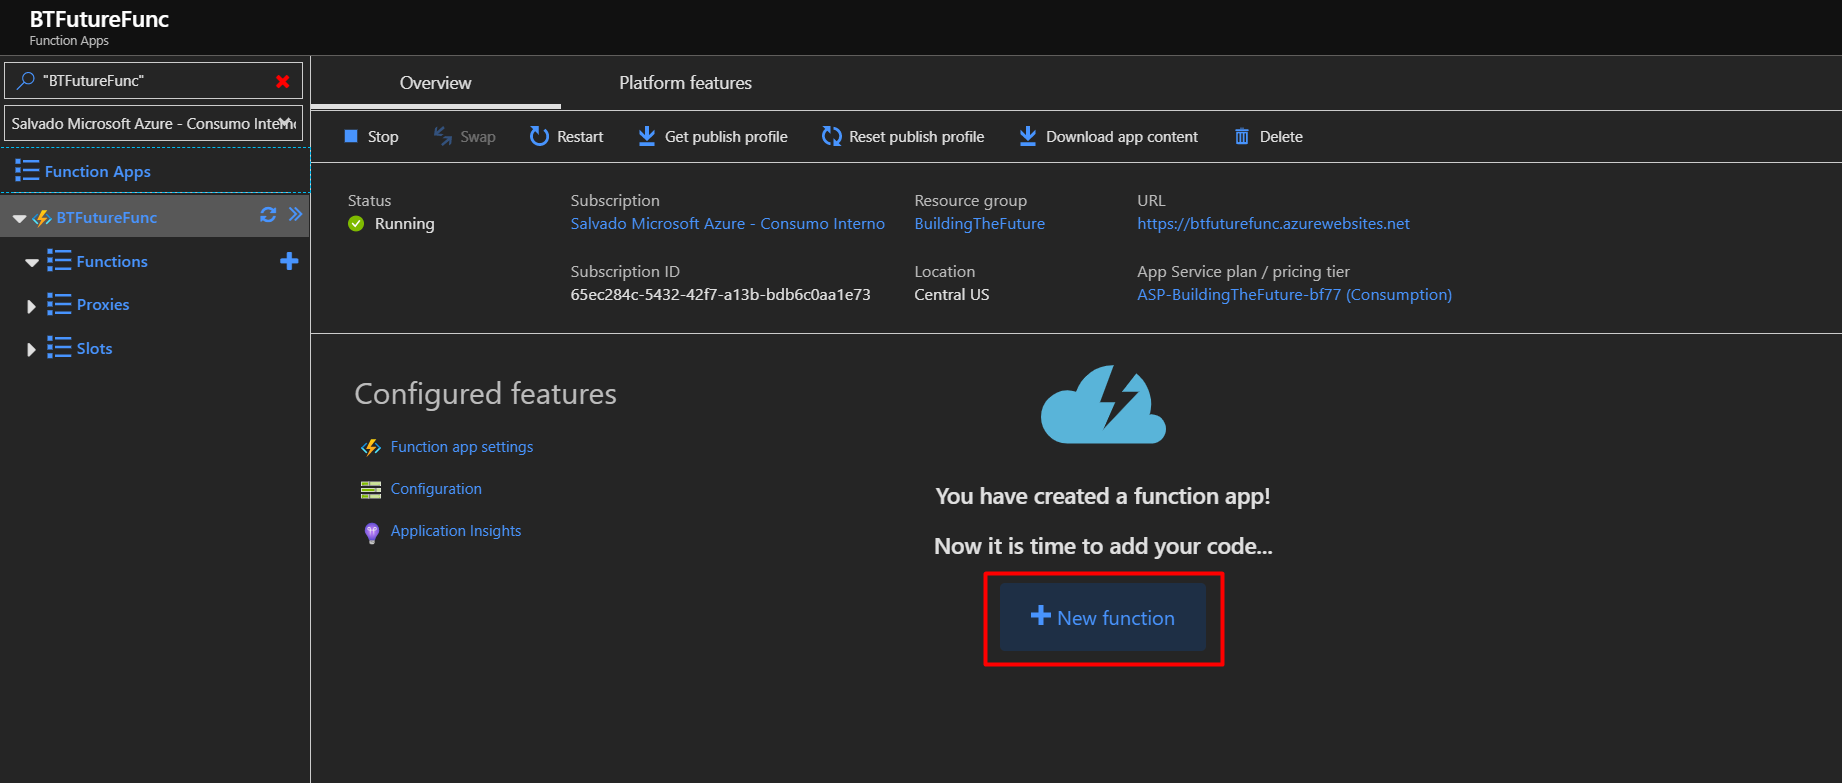 BTFutureFunc
Function Apps
"BTFutureFunc"
Salvado Microsoft Azure - Consumo
Function Apps
BTFutureFunc
Functions
Proxies
Slots
Overview
Platform features
Stop
Swap
Restart
Get publish profile
Reset publish profile
Download app content
Delete
Status
Running
Subscription
Salvado Microsoft Azure - Consumo Interno
Resource group
BuildingTheFuture
URL
https://btfuturefunc.azurewebsites.net
Subscription ID
65ec284c-5432-42f7-a13b-bdb6c0aa1e73
Location
Central US
App Service plan / pricing tier
ASP-BuildingTheFuture-bf77 (Consumption)
Configured features
Function app settings
Configuration
Application Insights
You have created a function app!
Now it is time to add your code...
New function